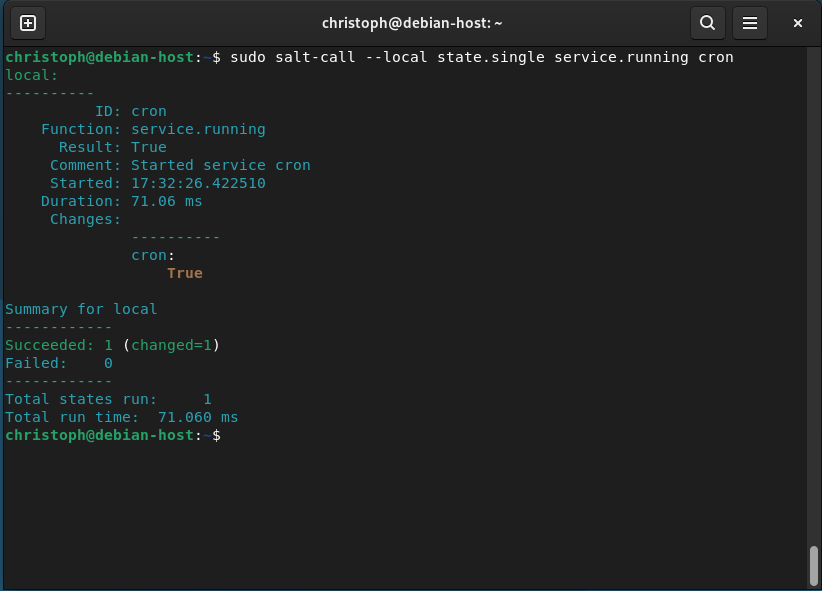 christoph@debian-host: ~
christoph@debian-host:~$ sudo salt-call --local state.single service.running cron
local:
----------
          ID: cron
    Function: service.running
      Result: True
     Comment: Started service cron
     Started: 17:32:26.422510
    Duration: 71.06 ms
     Changes:
              ----------
              cron:
                  True

Summary for local
------------
Succeeded: 1 (changed=1)
Failed:    0
------------
Total states run:     1
Total run time:  71.060 ms
christoph@debian-host:~$